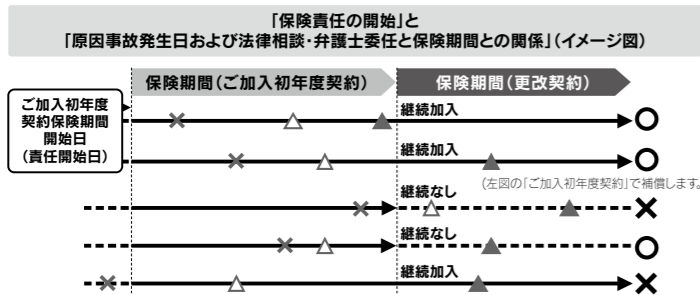 「保険責任の開始」と
「原因事故発生日および法律相談・弁護士委任と保険期間との関係」(イメージ図)
保険期間(ご加入初年度契約)
保険期間(更改契約)
ご加入初年度
契約保険期間
開始日
(責任開始日)
継続加入
継続加入
(左図の「ご加入初年度契約」で補償します。
継続なし
継続なし
継続加入